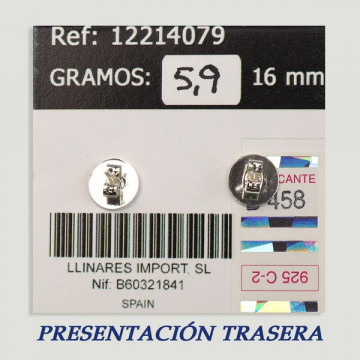 Ref: 12214079
GRAMOS: 5,9 16 mm
CANTE
458
LLINARES IMPORT. SL
Nif: B60321841
SPAIN
925 C-2
PRESENTACIÓN TRASERA